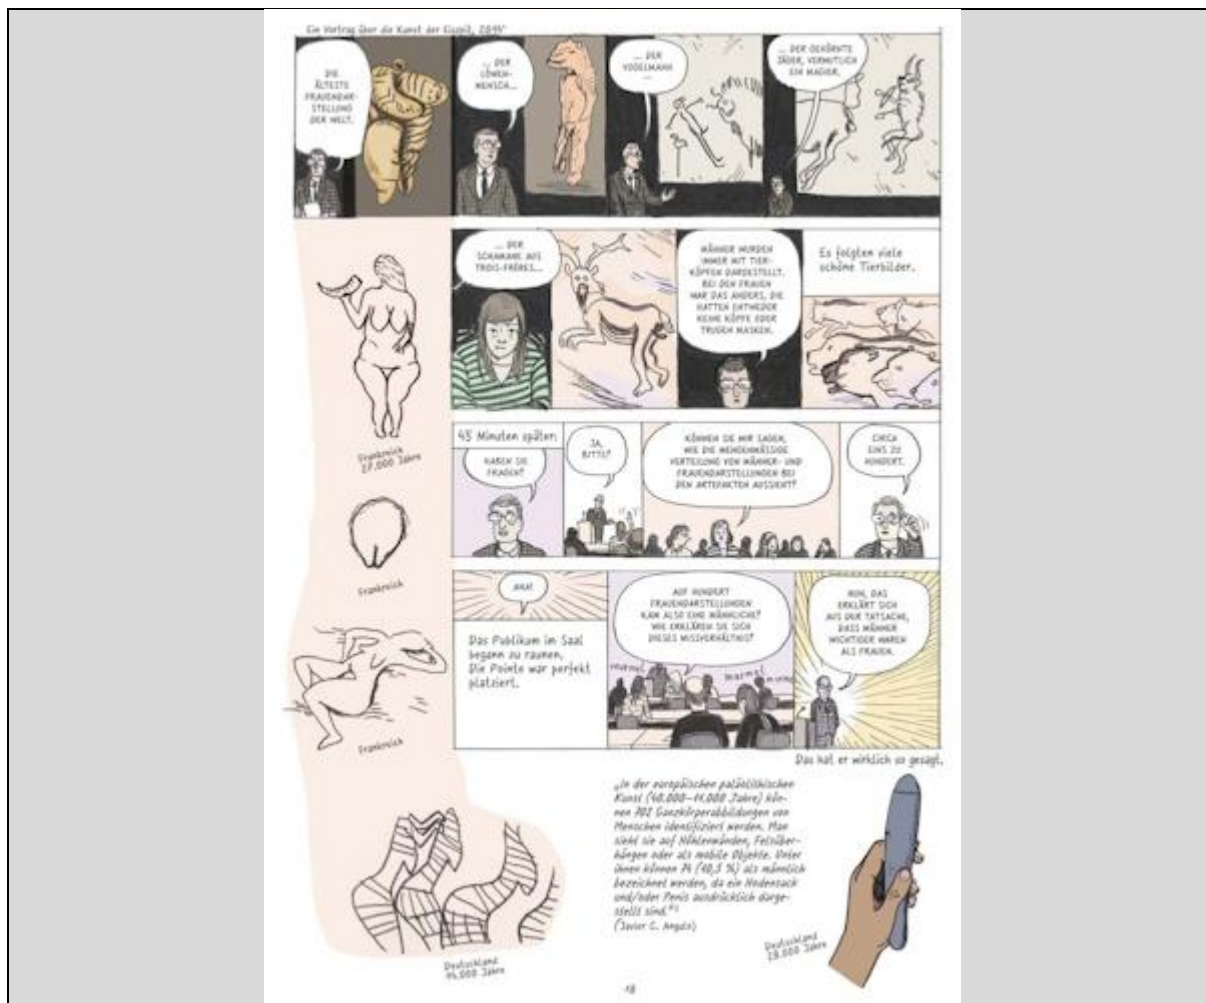 Ein Vortrag über die Kunst der Eiszeit, 2015
DIE
ÄLTESTE
FRAUENDAR-
STELLUNG
DER WELT.
... DER
LÖWEN-
MENSCH...
... DER
VOGELMANN
...
... DER GEHÖRNTE
JÄGER, VERMUTLICH
EIN MAGIER.
... DER
SCHAMANE AUS
TROIS-FRÈRES...
MÄNNER WURDEN
IMMER MIT TIER-
KÖPFEN DARGESTELLT.
BEI DEN FRAUEN
WAR DAS ANDERS, DIE
HATTEN ENTWEDER
KEINE KÖPFE ODER
TRUGEN MASKEN.
Es folgten viele
schöne Tierbilder.
Frankreich
27.000 Jahre
45 Minuten später:
HABEN SIE
FRAGEN?
JA,
BITTE?
KÖNNEN SIE MIR SAGEN,
WIE DIE MENGENMÄSSIGE
VERTEILUNG VON MÄNNER- UND
FRAUENDARSTELLUNGEN BEI
DEN ARTEFAKTEN AUSSIEHT?
CIRCA
EINS ZU
HUNDERT.
Frankreich
AHA!
Das Publikum im Saal
begann zu raunen.
Die Pointe war perfekt
platziert.
AUF HUNDERT
FRAUENDARSTELLUNGEN
KAM ALSO EINE MÄNNLICHE?
WIE ERKLÄREN SIE SICH
DIESES MISSVERHÄLTNIS?
murmel
murmel
NUN, DAS
ERKLÄRT SICH
AUS DER TATSACHE,
DASS MÄNNER
WICHTIGER WAREN
ALS FRAUEN.
Frankreich
Das hat er wirklich so gesagt.
„In der europäischen paläolithischen
Kunst (40.000–11.000 Jahre) kön-
nen 702 Ganzkörperabbildungen von
Menschen identifiziert werden. Man
sieht sie auf Höhlenwänden, Felsüber-
hängen oder als mobile Objekte. Unter
ihnen können 74 (10,5 %) als männlich
bezeichnet werden, da ein Hodensack
und/oder Penis ausdrücklich darge-
stellt sind."
(Javier C. Angulo)
Deutschland
28.000 Jahre
Deutschland
14.000 Jahre
18